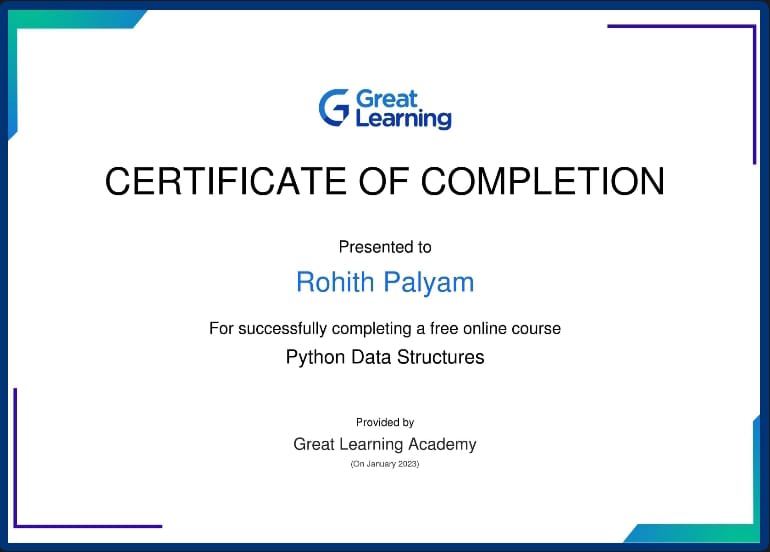 Great
Learning
CERTIFICATE OF COMPLETION
Presented to
Rohith Palyam
For successfully completing a free online course
Python Data Structures
Provided by
Great Learning Academy
(On January 2023)